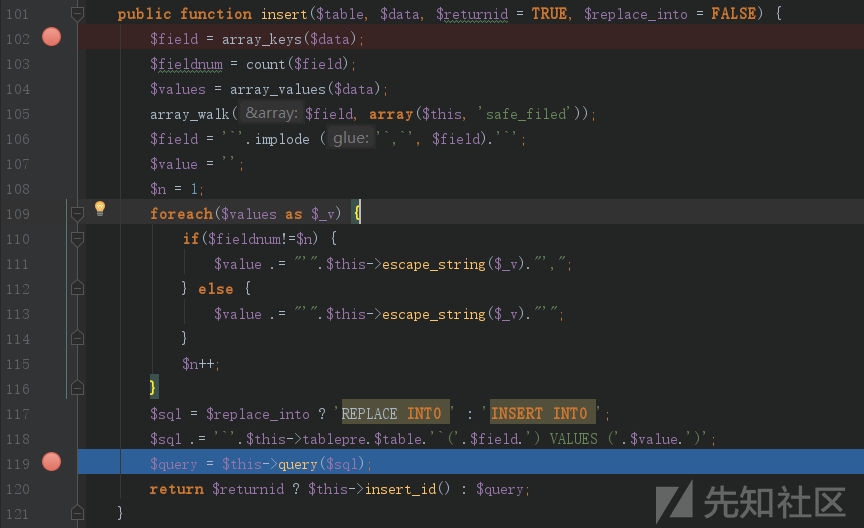 101 public function insert($table, $data, $returnid = TRUE, $replace_into = FALSE) {
102 $field = array_keys($data);
103 $fieldnum = count($field);
104 $values = array_values($data);
105 array_walk( &array: $field, array($this, 'safe_filed'));
106 $field = '`'.implode ( glue: '`,`', $field).'`';
107 $value = '';
108 $n = 1;
109 foreach($values as $_v) {
110 if($fieldnum!=$n) {
111 $value .= "'".$this->escape_string($_v)."',";
112 } else {
113 $value .= "'".$this->escape_string($_v)."'";
114 }
115 $n++;
116 }
117 $sql = $replace_into ? 'REPLACE INTO ' : 'INSERT INTO ';
118 $sql .= '`'.$this->tablepre.$table.'`('.$field.') VALUES ('.$value.')';
119 $query = $this->query($sql);
120 return $returnid ? $this->insert_id() : $query;
121 }
先知社区